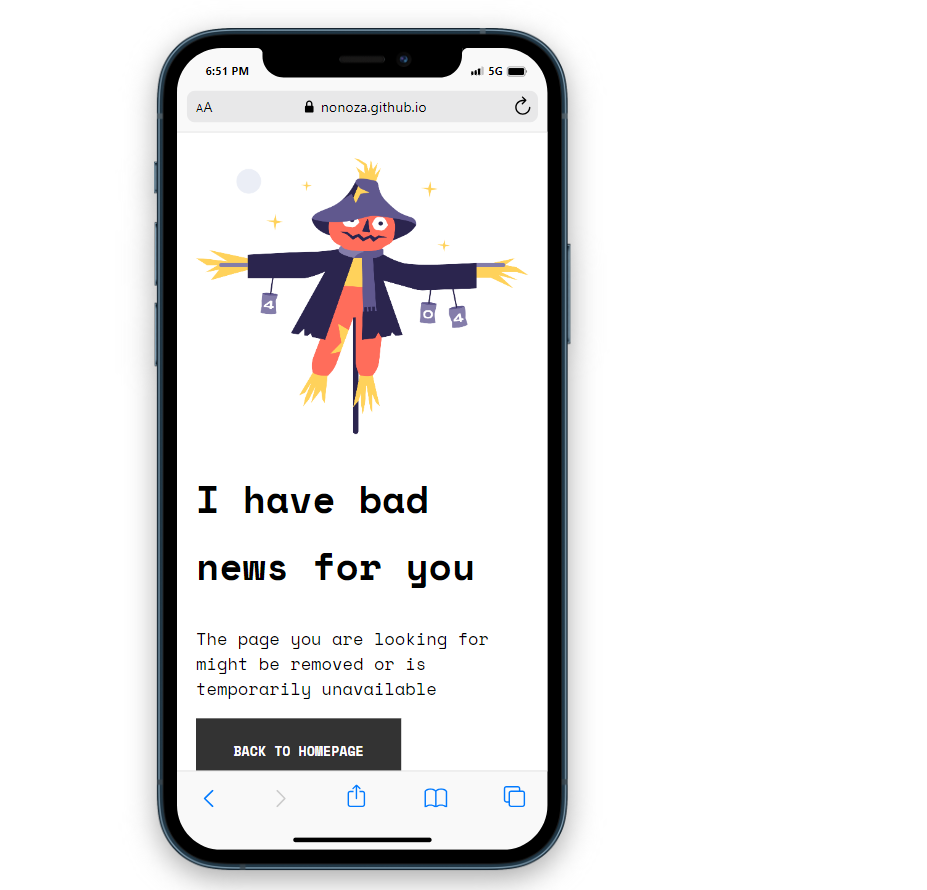 6:51 PM 5G
AA nonoza.github.io
4
0 4
I have bad
news for you
The page you are looking for
might be removed or is
temporarily unavailable
BACK TO HOMEPAGE